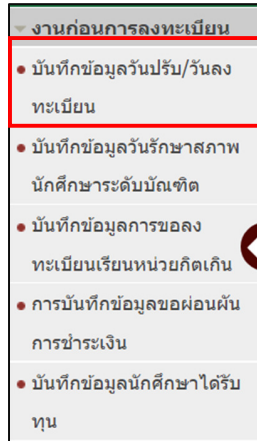 งานก่อนการลงทะเบียน
บันทึกข้อมูลวันปรับ/วันลง
ทะเบียน
บันทึกข้อมูลวันรักษาสภาพ
นักศึกษาระดับบัณฑิต
บันทึกข้อมูลการขอลง
ทะเบียนเรียนหน่วยกิตเกิน
การบันทึกข้อมูลขอผ่อนผัน
การชำระเงิน
บันทึกข้อมูลนักศึกษาได้รับ
ทุน